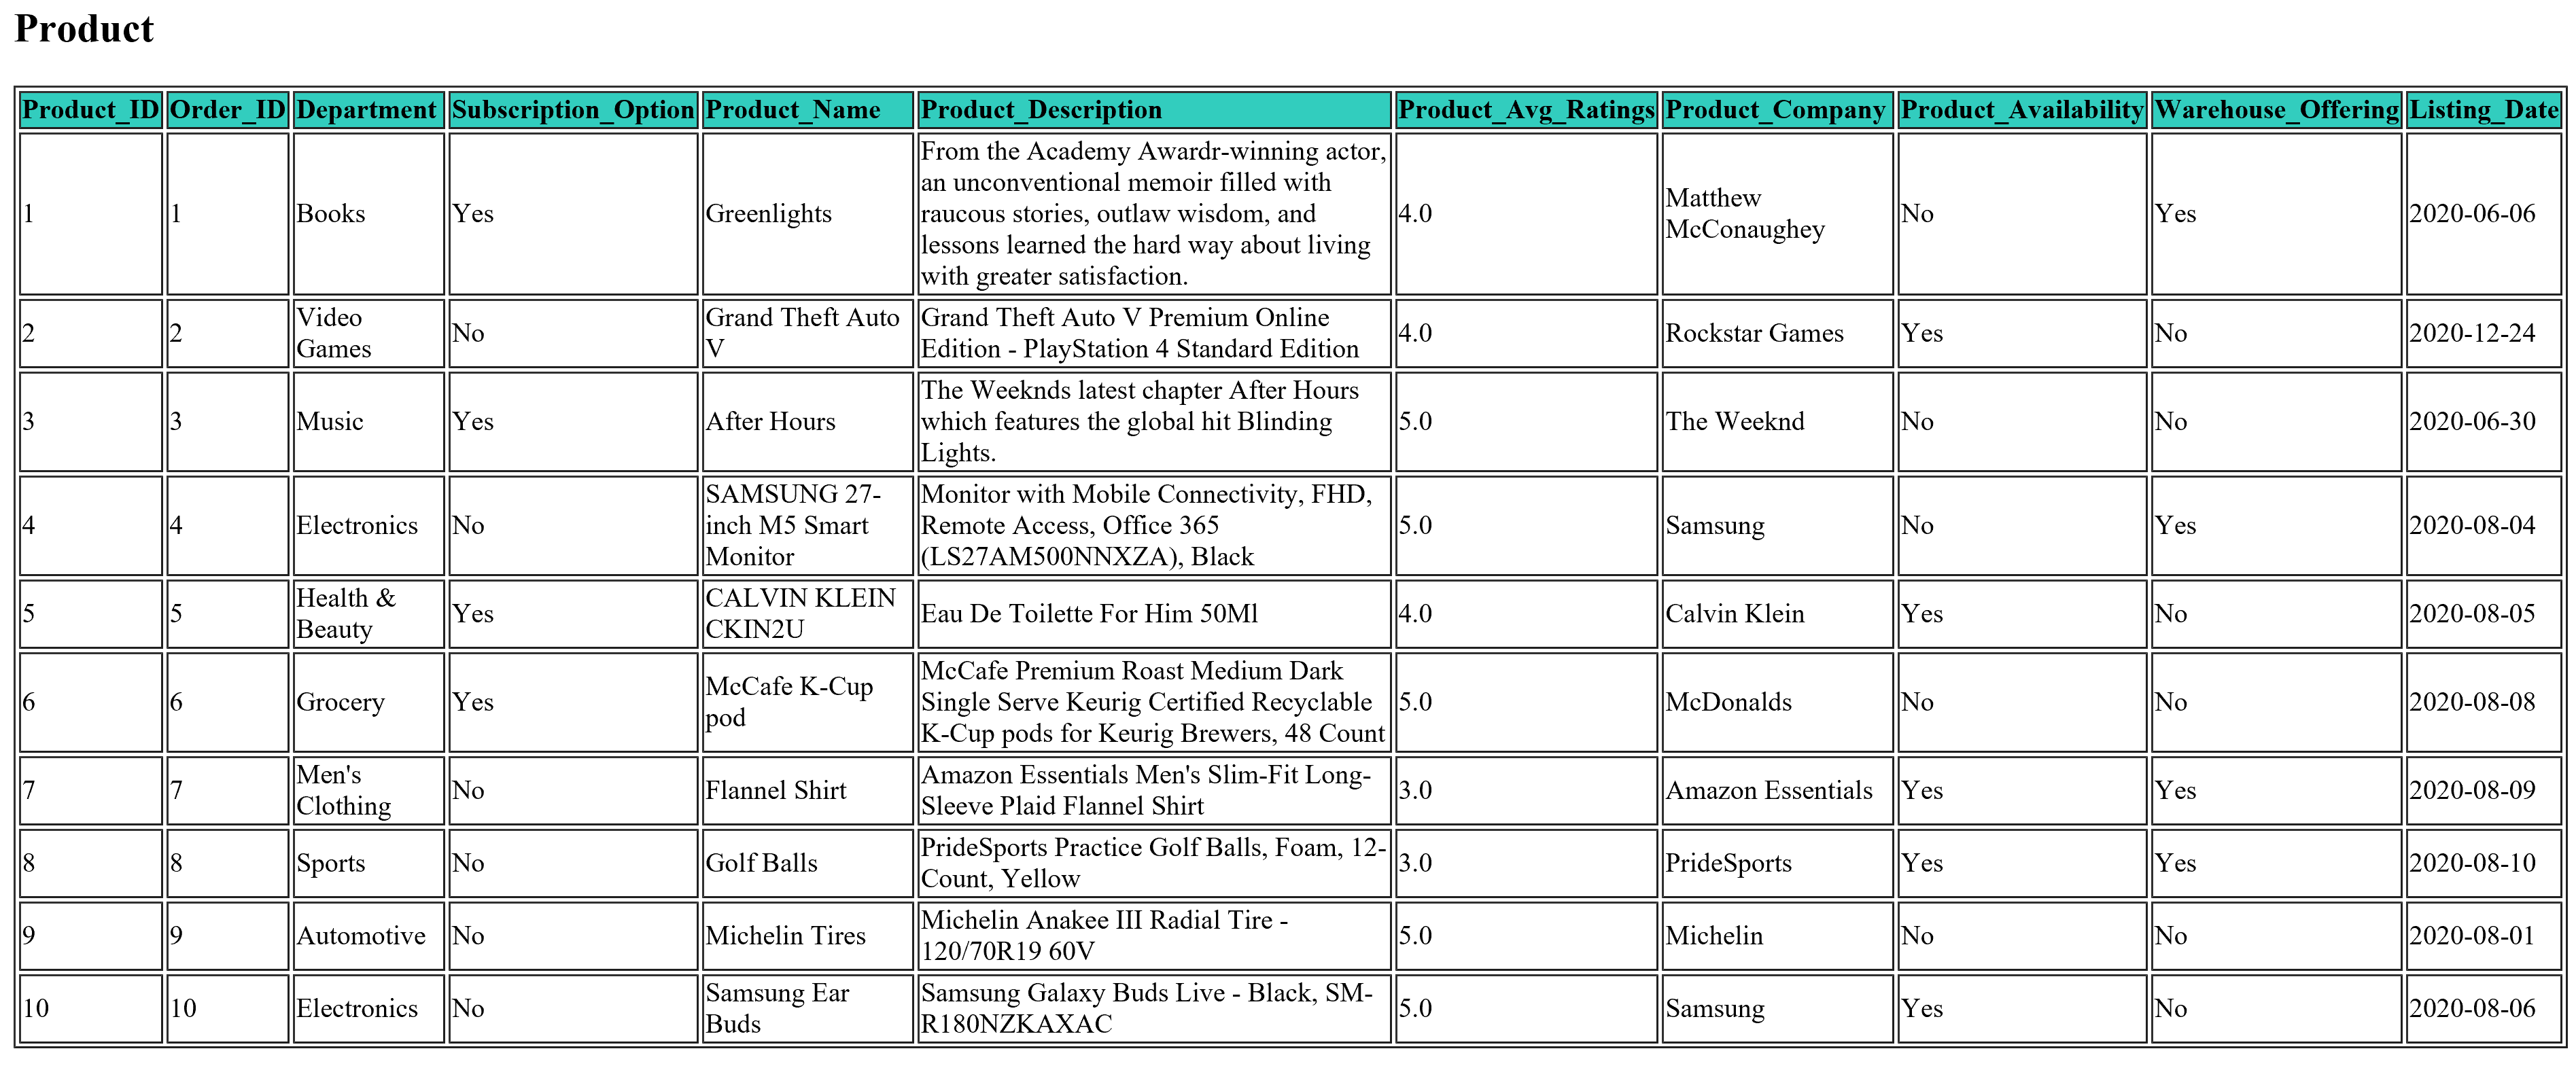 Product
Product_ID Order_ID Department Subscription_Option Product_Name Product_Description Product_Avg_Ratings Product_Company Product_Availability Warehouse_Offering Listing_Date
1 1 Books Yes Greenlights From the Academy Awardr-winning actor, an unconventional memoir filled with raucous stories, outlaw wisdom, and lessons learned the hard way about living with greater satisfaction. 4.0 Matthew McConaughey No Yes 2020-06-06
2 2 Video Games No Grand Theft Auto V Grand Theft Auto V Premium Online Edition - PlayStation 4 Standard Edition 4.0 Rockstar Games Yes No 2020-12-24
3 3 Music Yes After Hours The Weeknds latest chapter After Hours which features the global hit Blinding Lights. 5.0 The Weeknd No No 2020-06-30
4 4 Electronics No SAMSUNG 27-inch M5 Smart Monitor Monitor with Mobile Connectivity, FHD, Remote Access, Office 365 (LS27AM500NNXZA), Black 5.0 Samsung No Yes 2020-08-04
5 5 Health & Beauty Yes CALVIN KLEIN CKIN2U Eau De Toilette For Him 50Ml 4.0 Calvin Klein Yes No 2020-08-05
6 6 Grocery Yes McCafe K-Cup pod McCafe Premium Roast Medium Dark Single Serve Keurig Certified Recyclable K-Cup pods for Keurig Brewers, 48 Count 5.0 McDonalds No No 2020-08-08
7 7 Men's Clothing No Flannel Shirt Amazon Essentials Men's Slim-Fit Long-Sleeve Plaid Flannel Shirt 3.0 Amazon Essentials Yes Yes 2020-08-09
8 8 Sports No Golf Balls PrideSports Practice Golf Balls, Foam, 12-Count, Yellow 3.0 PrideSports Yes Yes 2020-08-10
9 9 Automotive No Michelin Tires Michelin Anakee III Radial Tire - 120/70R19 60V 5.0 Michelin No No 2020-08-01
10 10 Electronics No Samsung Ear Buds Samsung Galaxy Buds Live - Black, SM-R180NZKAXAC 5.0 Samsung Yes No 2020-08-06